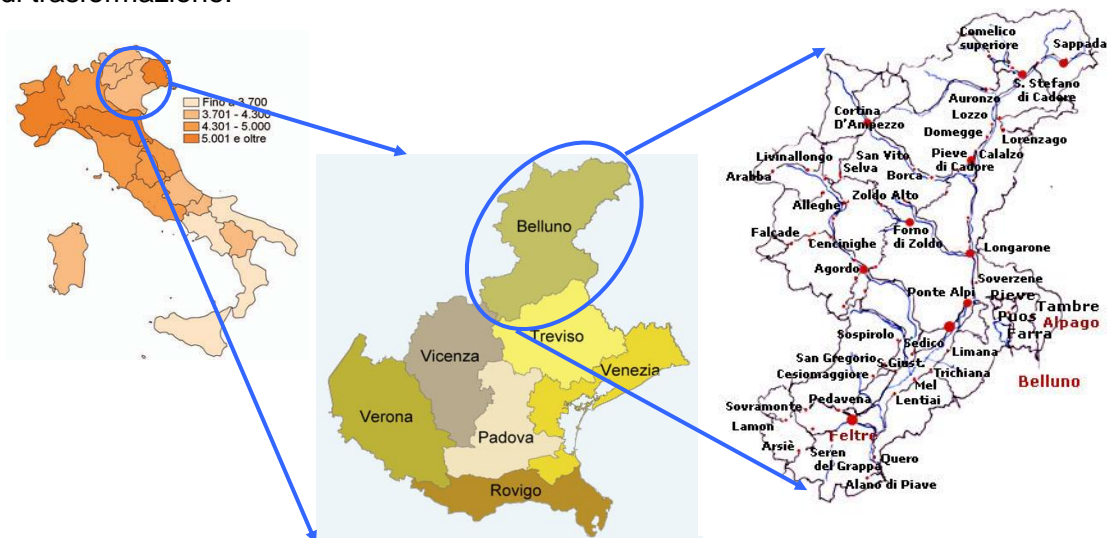 di trasformazione.
Fino a 3.700
3.701 - 4.300
4.301 - 5.000
5.001 e oltre
Belluno
Treviso
Vicenza
Venezia
Verona
Padova
Rovigo
Comelico
superiore
Sappada
S. Stefano
di Cadore
Auronzo
Lozzo
Cortina
D'Ampezzo
Domegge
Lorenzago
Livinallongo
San Vito
Pieve
di Cadore
Calalzo
Arabba
Selva
Borca
Zoldo Alto
Alleghe
Forno
di Zoldo
Falcade
Cencinighe
Longarone
Agordo
Soverzene
Ponte Alpi
Pieve
Tambre
Puos
Alpago
Farra
Sospirolo
Sedico
Limana
San Gregorio
S.Giust.
Cesiomaggiore
Trichiana
Belluno
Mel
Lentiai
Pedavena
Sovramonte
Lamon
Feltre
Arsiè
Seren
del Grappa
Quero
Alano di Piave